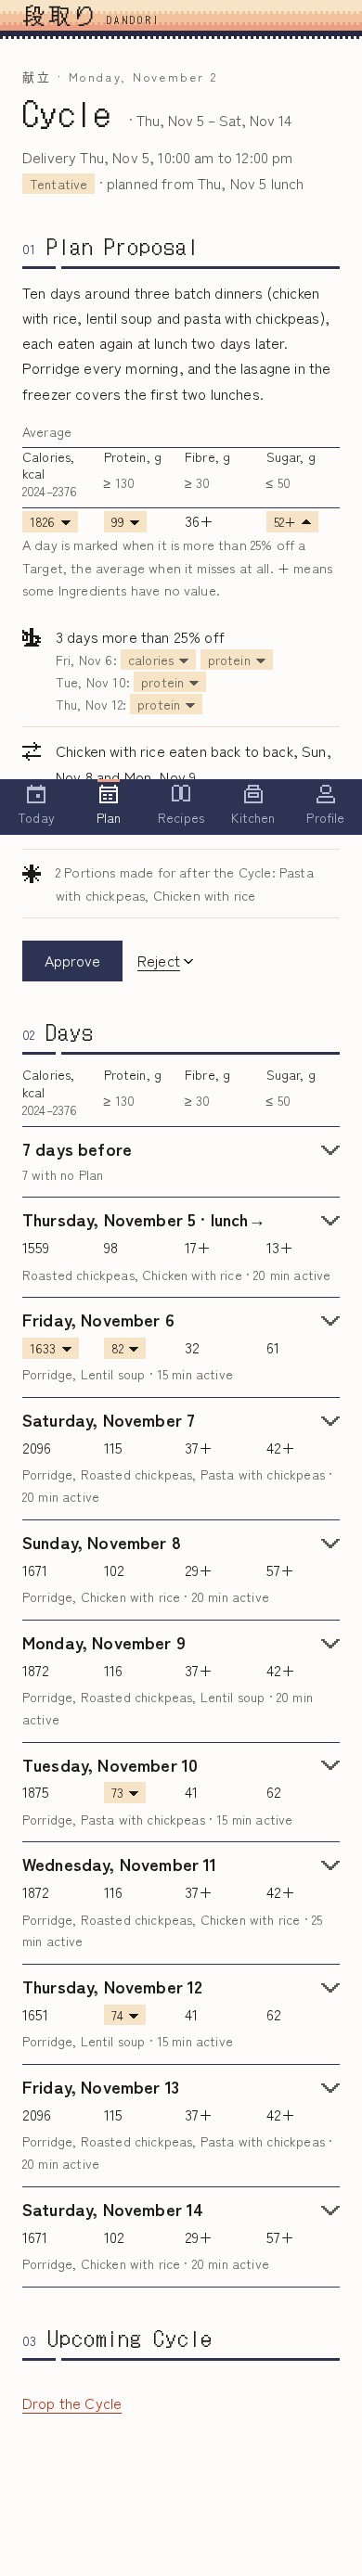 段取り DANDORI
献立 · Monday, November 2
Cycle · Thu, Nov 5 – Sat, Nov 14
Delivery Thu, Nov 5, 10:00 am to 12:00 pm
Tentative · planned from Thu, Nov 5 lunch
01 Plan Proposal
Ten days around three batch dinners (chicken
with rice, lentil soup and pasta with chickpeas),
each eaten again at lunch two days later.
Porridge every morning, and the lasagne in the
freezer covers the first two lunches.
Average
Calories, Protein, g Fibre, g Sugar, g
kcal ≥ 130 ≥ 30 ≤ 50
2024–2376
1826 99 36+ 52+
A day is marked when it is more than 25% off a
Target, the average when it misses at all. + means
some Ingredients have no value.
3 days more than 25% off
Fri, Nov 6: calories protein
Tue, Nov 10: protein
Thu, Nov 12: protein
Chicken with rice eaten back to back, Sun,
Nov 8 and Mon, Nov 9
Today Plan Recipes Kitchen Profile
2 Portions made for after the Cycle: Pasta
with chickpeas, Chicken with rice
Approve Reject
02 Days
Calories, Protein, g Fibre, g Sugar, g
kcal ≥ 130 ≥ 30 ≤ 50
2024–2376
7 days before
7 with no Plan
Thursday, November 5 · lunch→
1559 98 17+ 13+
Roasted chickpeas, Chicken with rice · 20 min active
Friday, November 6
1633 82 32 61
Porridge, Lentil soup · 15 min active
Saturday, November 7
2096 115 37+ 42+
Porridge, Roasted chickpeas, Pasta with chickpeas ·
20 min active
Sunday, November 8
1671 102 29+ 57+
Porridge, Chicken with rice · 20 min active
Monday, November 9
1872 116 37+ 42+
Porridge, Roasted chickpeas, Lentil soup · 20 min
active
Tuesday, November 10
1875 73 41 62
Porridge, Pasta with chickpeas · 15 min active
Wednesday, November 11
1872 116 37+ 42+
Porridge, Roasted chickpeas, Chicken with rice · 25
min active
Thursday, November 12
1651 74 41 62
Porridge, Lentil soup · 15 min active
Friday, November 13
2096 115 37+ 42+
Porridge, Roasted chickpeas, Pasta with chickpeas ·
20 min active
Saturday, November 14
1671 102 29+ 57+
Porridge, Chicken with rice · 20 min active
03 Upcoming Cycle
Drop the Cycle